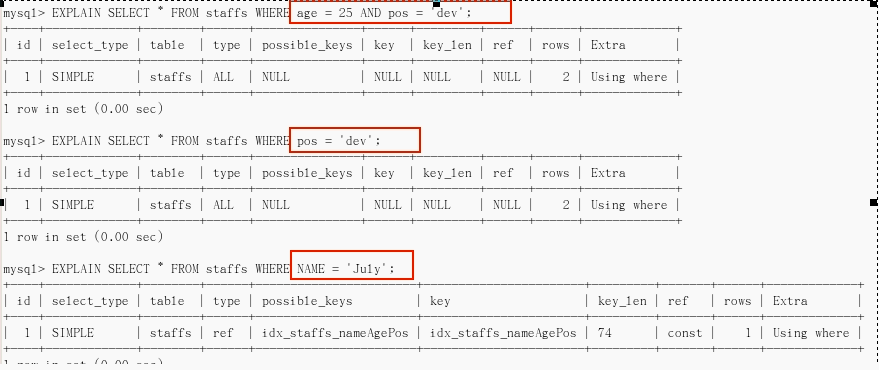 mysql> EXPLAIN SELECT * FROM staffs WHERE age = 25 AND pos = 'dev';
| id | select_type | table | type | possible_keys | key | key_len | ref | rows | Extra |
| 1 | SIMPLE | staffs | ALL | NULL | NULL | NULL | NULL | 2 | Using where |
1 row in set (0.00 sec)
mysql> EXPLAIN SELECT * FROM staffs WHERE pos = 'dev';
| id | select_type | table | type | possible_keys | key | key_len | ref | rows | Extra |
| 1 | SIMPLE | staffs | ALL | NULL | NULL | NULL | NULL | 2 | Using where |
1 row in set (0.00 sec)
mysql> EXPLAIN SELECT * FROM staffs WHERE NAME = 'July';
| id | select_type | table | type | possible_keys | key | key_len | ref | rows | Extra |
| 1 | SIMPLE | staffs | ref | idx_staffs_nameAgePos | idx_staffs_nameAgePos | 74 | const | 1 | Using where |